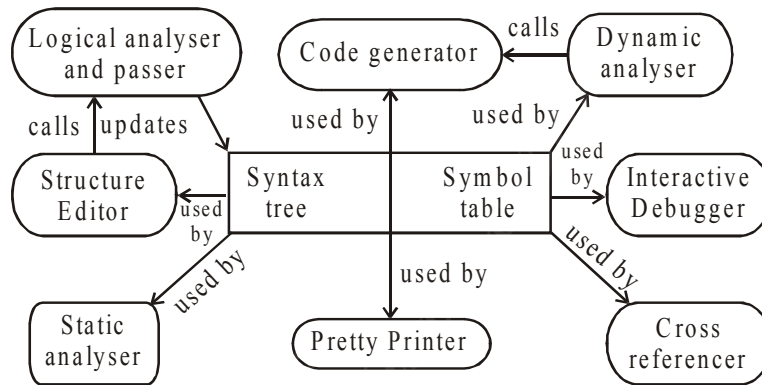 Logical analyser
and passer
Code generator
calls
Dynamic
analyser
calls
updates
used by
used by
Structure
Editor
used
by
Syntax
tree
Symbol
table
used
by
Interactive
Debugger
used by
used by
used by
Static
analyser
Pretty Printer
Cross
referencer